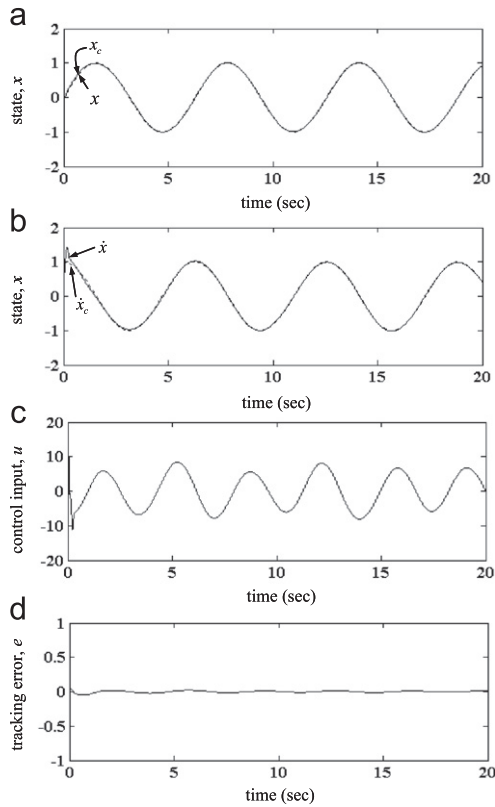 a
2
1
0
-1
-2
state, x
x_c
x
0 5 10 15 20
time (sec)
b
2
1
0
-1
2
state, x
ẋ
ẋ_c
0 5 10 15 20
time (sec)
c
20
10
0
-10
-20
control input, u
0 5 10 15 20
time (sec)
d
1
0.5
0
-0.5
-1
tracking error, e
0 5 10 15 20
time (sec)